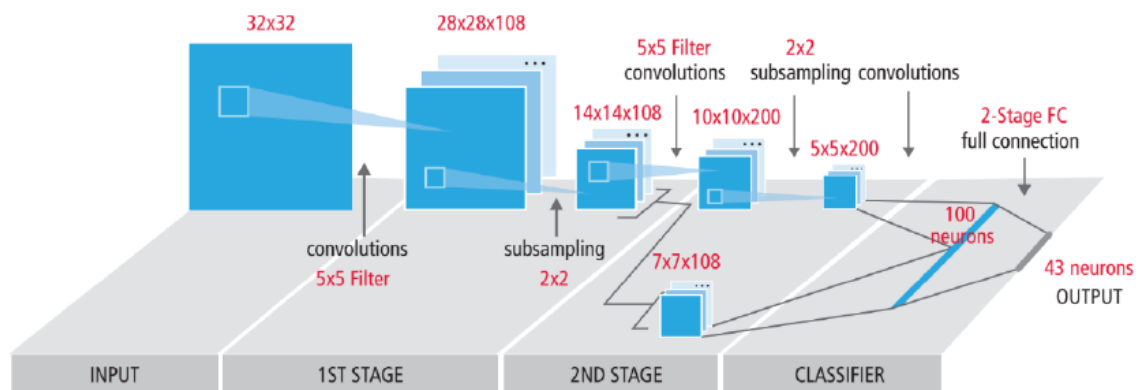 32x32
28x28x108
5x5 Filter
convolutions
2x2
subsampling
convolutions
14x14x108
10x10x200
5x5x200
2-Stage FC
full connection
convolutions
5x5 Filter
subsampling
2x2
7x7x108
100
neurons
43 neurons
OUTPUT
INPUT
1ST STAGE
2ND STAGE
CLASSIFIER